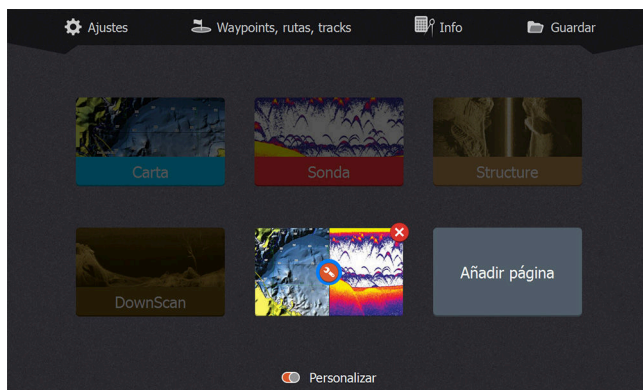 Ajustes
Waypoints, rutas, tracks
Info
Guardar
Carta
Sonda
Structure
DownScan
Añadir página
Personalizar